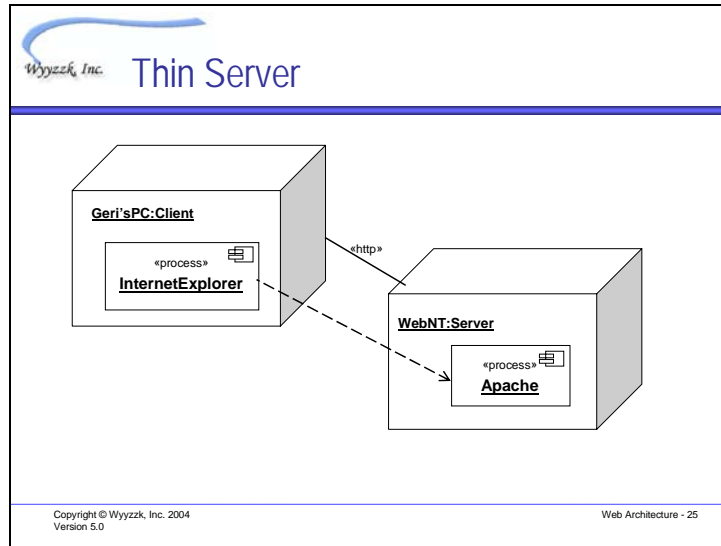 Wyyzzk, Inc.
Thin Server
Geri'sPC:Client
«process»
InternetExplorer
«http»
WebNT:Server
«process»
Apache
Copyright © Wyyzzk, Inc. 2004
Version 5.0
Web Architecture - 25